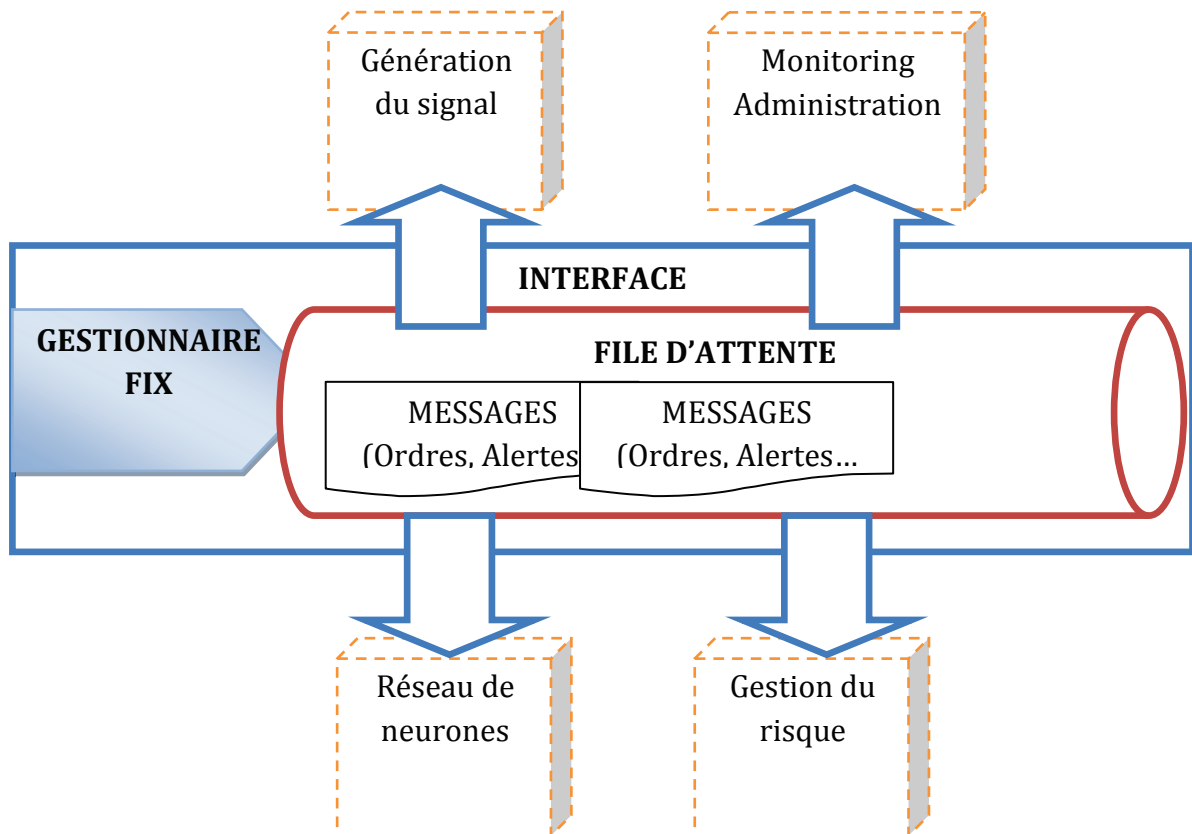 Génération
du signal
Monitoring
Administration
INTERFACE
GESTIONNAIRE
FIX
FILE D’ATTENTE
MESSAGES
(Ordres, Alertes
MESSAGES
(Ordres, Alertes…
Réseau de
neurones
Gestion du
risque